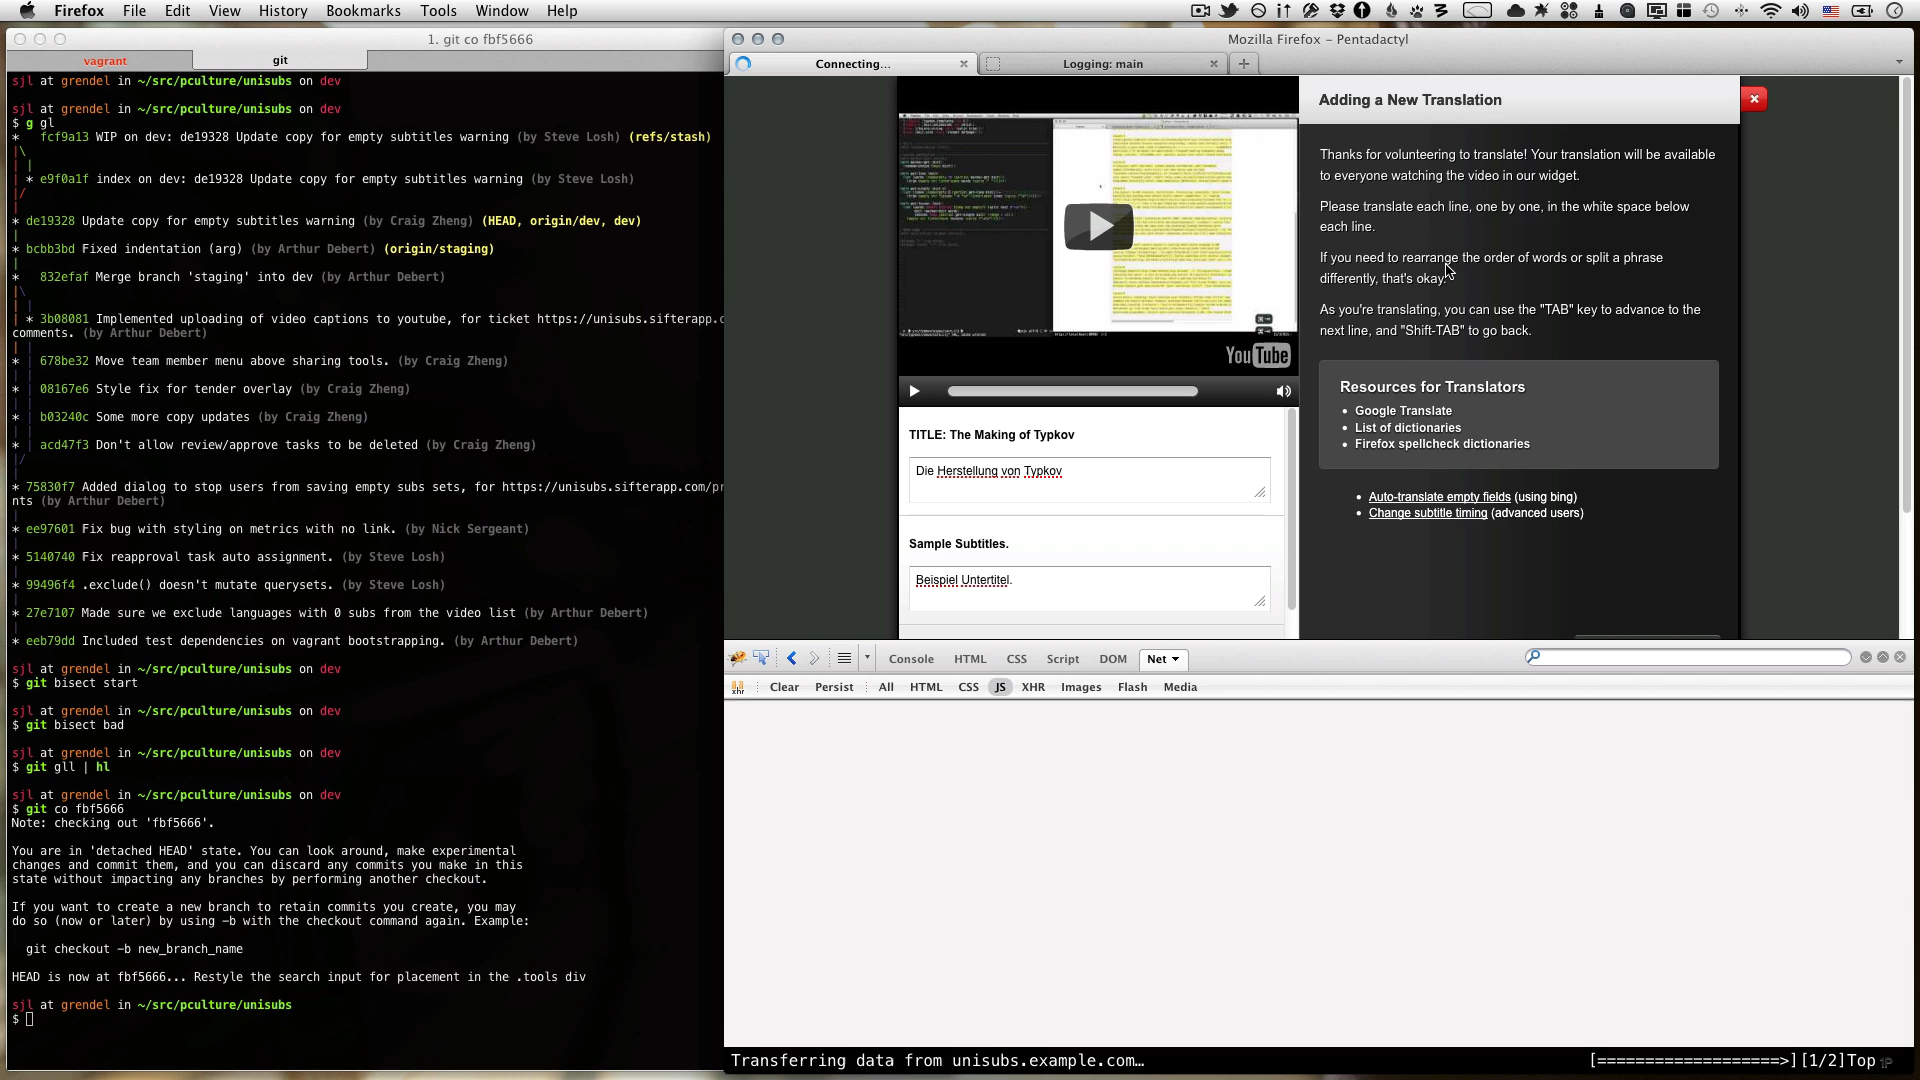 Firefox File Edit View History Bookmarks Tools Window Help
1. git co fbf5666
vagrant
git
sjl at grendel in ~/src/pculture/unisubs on dev
sjl at grendel in ~/src/pculture/unisubs on dev
$ g gl
* fcf9a13 WIP on dev: de19328 Update copy for empty subtitles warning (by Steve Losh) (refs/stash)
|\
| |
| * e9f0a1f index on dev: de19328 Update copy for empty subtitles warning (by Steve Losh)
|/
* de19328 Update copy for empty subtitles warning (by Craig Zheng) (HEAD, origin/dev, dev)
|
* bcbb3bd Fixed indentation (arg) (by Arthur Debert) (origin/staging)
|
* 832efaf Merge branch 'staging' into dev (by Arthur Debert)
|\
| |
| * 3b08081 Implemented uploading of video captions to youtube, for ticket https://unisubs.sifterapp.c
comments. (by Arthur Debert)
| |
* | 678be32 Move team member menu above sharing tools. (by Craig Zheng)
* | 08167e6 Style fix for tender overlay (by Craig Zheng)
* | b03240c Some more copy updates (by Craig Zheng)
* | acd47f3 Don't allow review/approve tasks to be deleted (by Craig Zheng)
|/
* 75830f7 Added dialog to stop users from saving empty subs sets, for https://unisubs.sifterapp.com/pr
nts (by Arthur Debert)
* ee97601 Fix bug with styling on metrics with no link. (by Nick Sergeant)
* 5140740 Fix reapproval task auto assignment. (by Steve Losh)
* 99496f4 .exclude() doesn't mutate querysets. (by Steve Losh)
* 27e7107 Made sure we exclude languages with 0 subs from the video list (by Arthur Debert)
* eeb79dd Included test dependencies on vagrant bootstrapping. (by Arthur Debert)
sjl at grendel in ~/src/pculture/unisubs on dev
$ git bisect start
sjl at grendel in ~/src/pculture/unisubs on dev
$ git bisect bad
sjl at grendel in ~/src/pculture/unisubs on dev
$ git gll | hl
sjl at grendel in ~/src/pculture/unisubs on dev
$ git co fbf5666
Note: checking out 'fbf5666'.
You are in 'detached HEAD' state. You can look around, make experimental
changes and commit them, and you can discard any commits you make in this
state without impacting any branches by performing another checkout.
If you want to create a new branch to retain commits you create, you may
do so (now or later) by using -b with the checkout command again. Example:
git checkout -b new_branch_name
HEAD is now at fbf5666... Restyle the search input for placement in the .tools div
sjl at grendel in ~/src/pculture/unisubs
$
Mozilla Firefox - Pentadactyl
Connecting...
Logging: main
YouTube
TITLE: The Making of Typkov
Die Herstellung von Typkov
Sample Subtitles.
Beispiel Untertitel.
Adding a New Translation
Thanks for volunteering to translate! Your translation will be available
to everyone watching the video in our widget.
Please translate each line, one by one, in the white space below
each line.
If you need to rearrange the order of words or split a phrase
differently, that's okay.
As you're translating, you can use the "TAB" key to advance to the
next line, and "Shift-TAB" to go back.
Resources for Translators
• Google Translate
• List of dictionaries
• Firefox spellcheck dictionaries
• Auto-translate empty fields (using bing)
• Change subtitle timing (advanced users)
Console HTML CSS Script DOM Net
xhr Clear Persist All HTML CSS JS XHR Images Flash Media
Transferring data from unisubs.example.com…
[===================>][1/2]Top